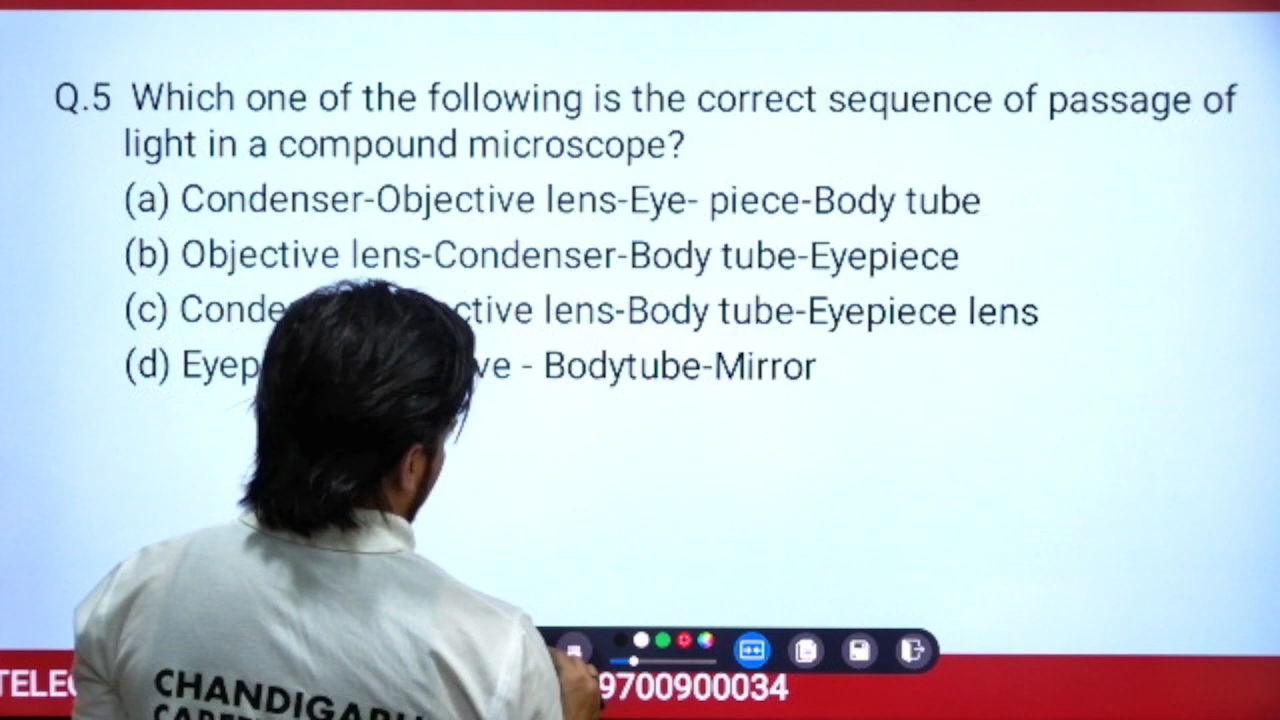 Q.5 Which one of the following is the correct sequence of passage of
light in a compound microscope?
(a) Condenser-Objective lens-Eye- piece-Body tube
(b) Objective lens-Condenser-Body tube-Eyepiece
(c) Conde ctive lens-Body tube-Eyepiece lens
(d) Eyep ve - Bodytube-Mirror
TELE 9700900034
CHANDIGARH